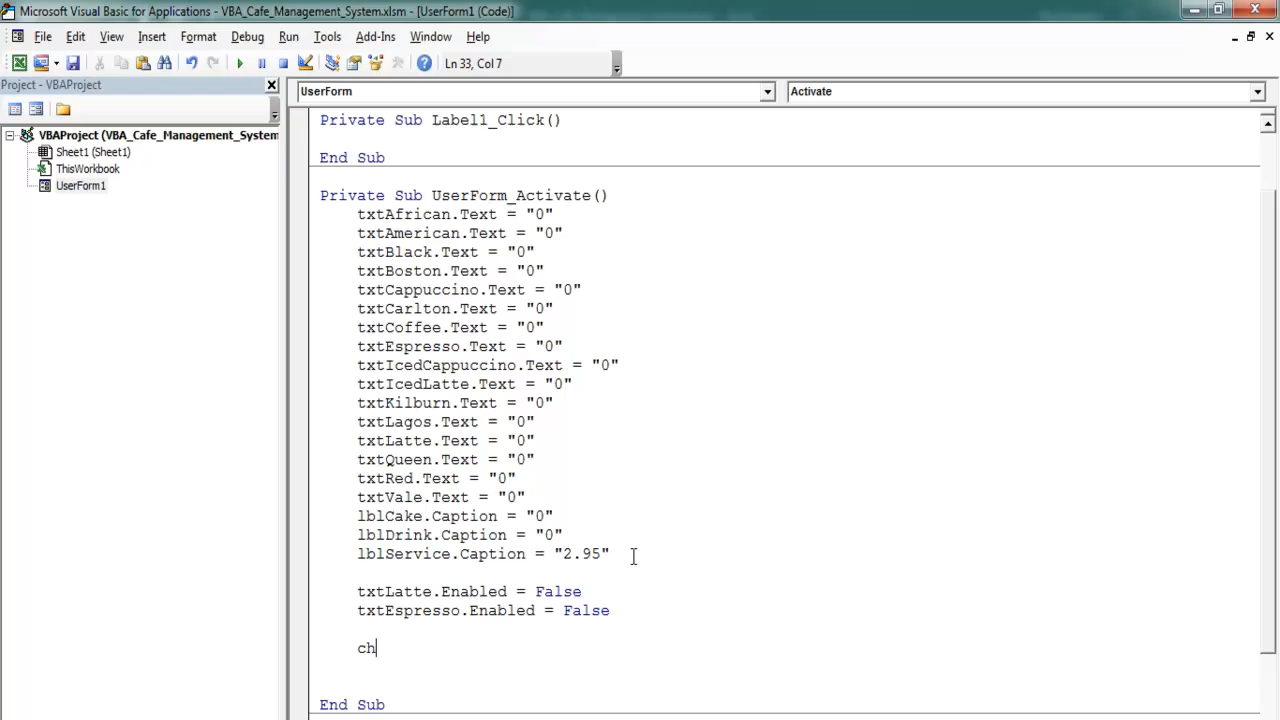 Microsoft Visual Basic for Applications - VBA_Cafe_Management_System.xlsm - [UserForm1 (Code)]
File Edit View Insert Format Debug Run Tools Add-Ins Window Help
Ln 33, Col 7
Project - VBAProject
UserForm
Activate
VBAProject (VBA_Cafe_Management_System
Sheet1 (Sheet1)
ThisWorkbook
UserForm1
Private Sub Label1_Click()
End Sub
Private Sub UserForm_Activate()
txtAfrican.Text = "0"
txtAmerican.Text = "0"
txtBlack.Text = "0"
txtBoston.Text = "0"
txtCappuccino.Text = "0"
txtCarlton.Text = "0"
txtCoffee.Text = "0"
txtEspresso.Text = "0"
txtIcedCappuccino.Text = "0"
txtIcedLatte.Text = "0"
txtKilburn.Text = "0"
txtLagos.Text = "0"
txtLatte.Text = "0"
txtQueen.Text = "0"
txtRed.Text = "0"
txtVale.Text = "0"
lblCake.Caption = "0"
lblDrink.Caption = "0"
lblService.Caption = "2.95"
txtLatte.Enabled = False
txtEspresso.Enabled = False
ch
End Sub